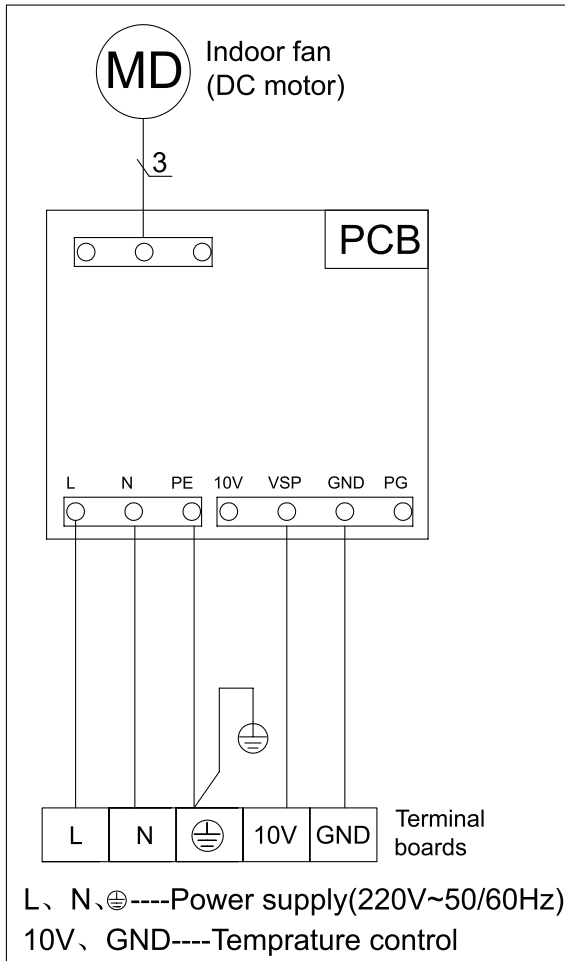 MD
Indoor fan
(DC motor)
3
PCB
L N PE 10V VSP GND PG
L N ⏚ 10V GND
Terminal
boards
L、N、⏚----Power supply(220V~50/60Hz)
10V、GND----Temprature control